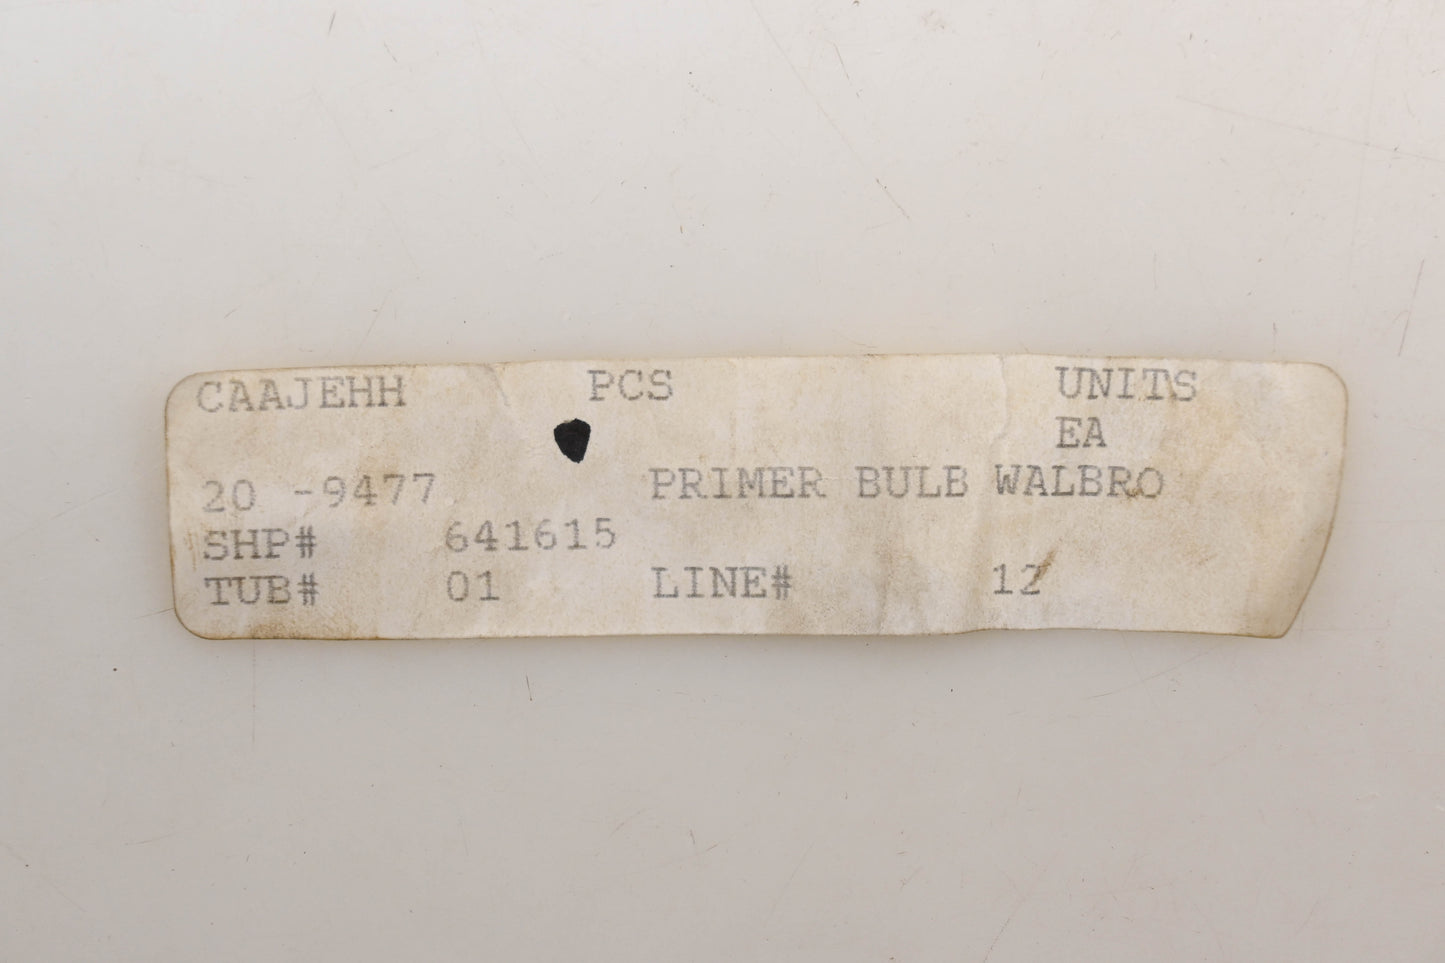 CAAJEHH PCS UNITS
EA
20 -9477 PRIMER BULB WALBRO
SHP# 641615
TUB# 01 LINE# 12